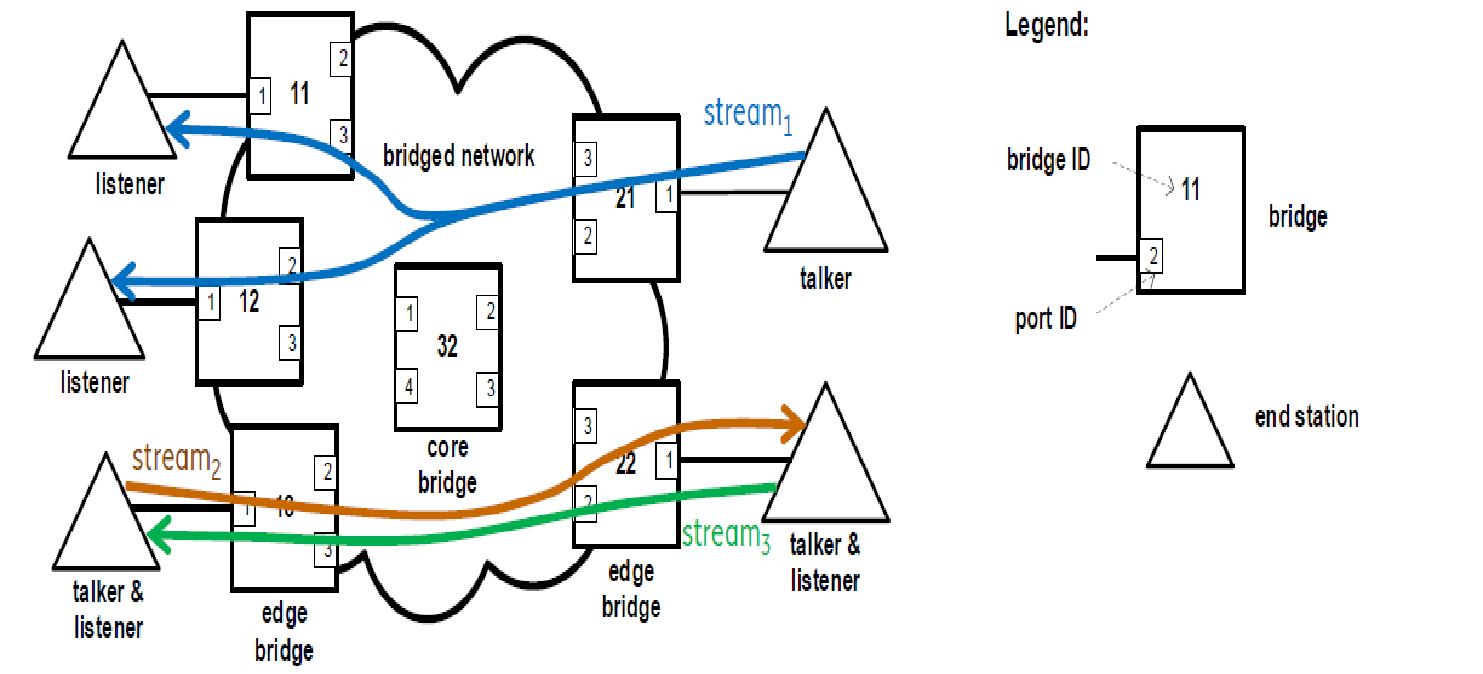 Legend:
2
11
1
3
listener
bridged network
stream1
3
21
1
2
talker
bridge ID
11
bridge
2
port ID
2
1
12
3
listener
1
2
32
4
3
core
bridge
3
22
1
2
end station
stream2
2
1
3
stream3
talker &
listener
edge
bridge
edge
bridge
talker &
listener